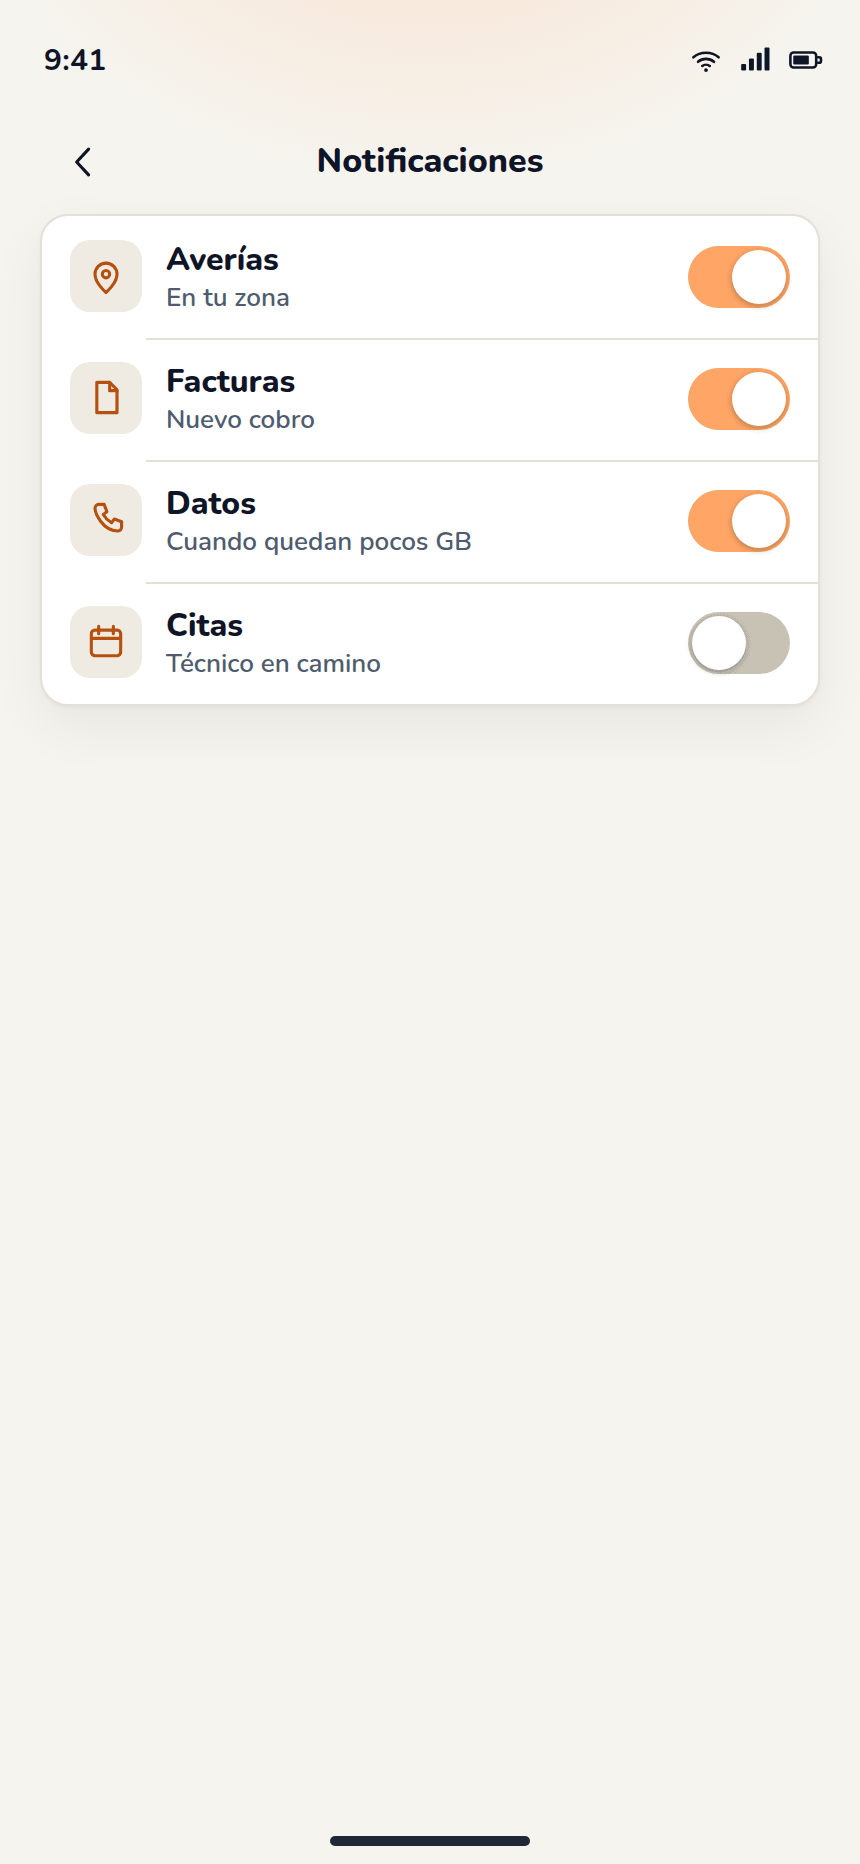 9:41
Notificaciones
Averías
En tu zona
Facturas
Nuevo cobro
Datos
Cuando quedan pocos GB
Citas
Técnico en camino